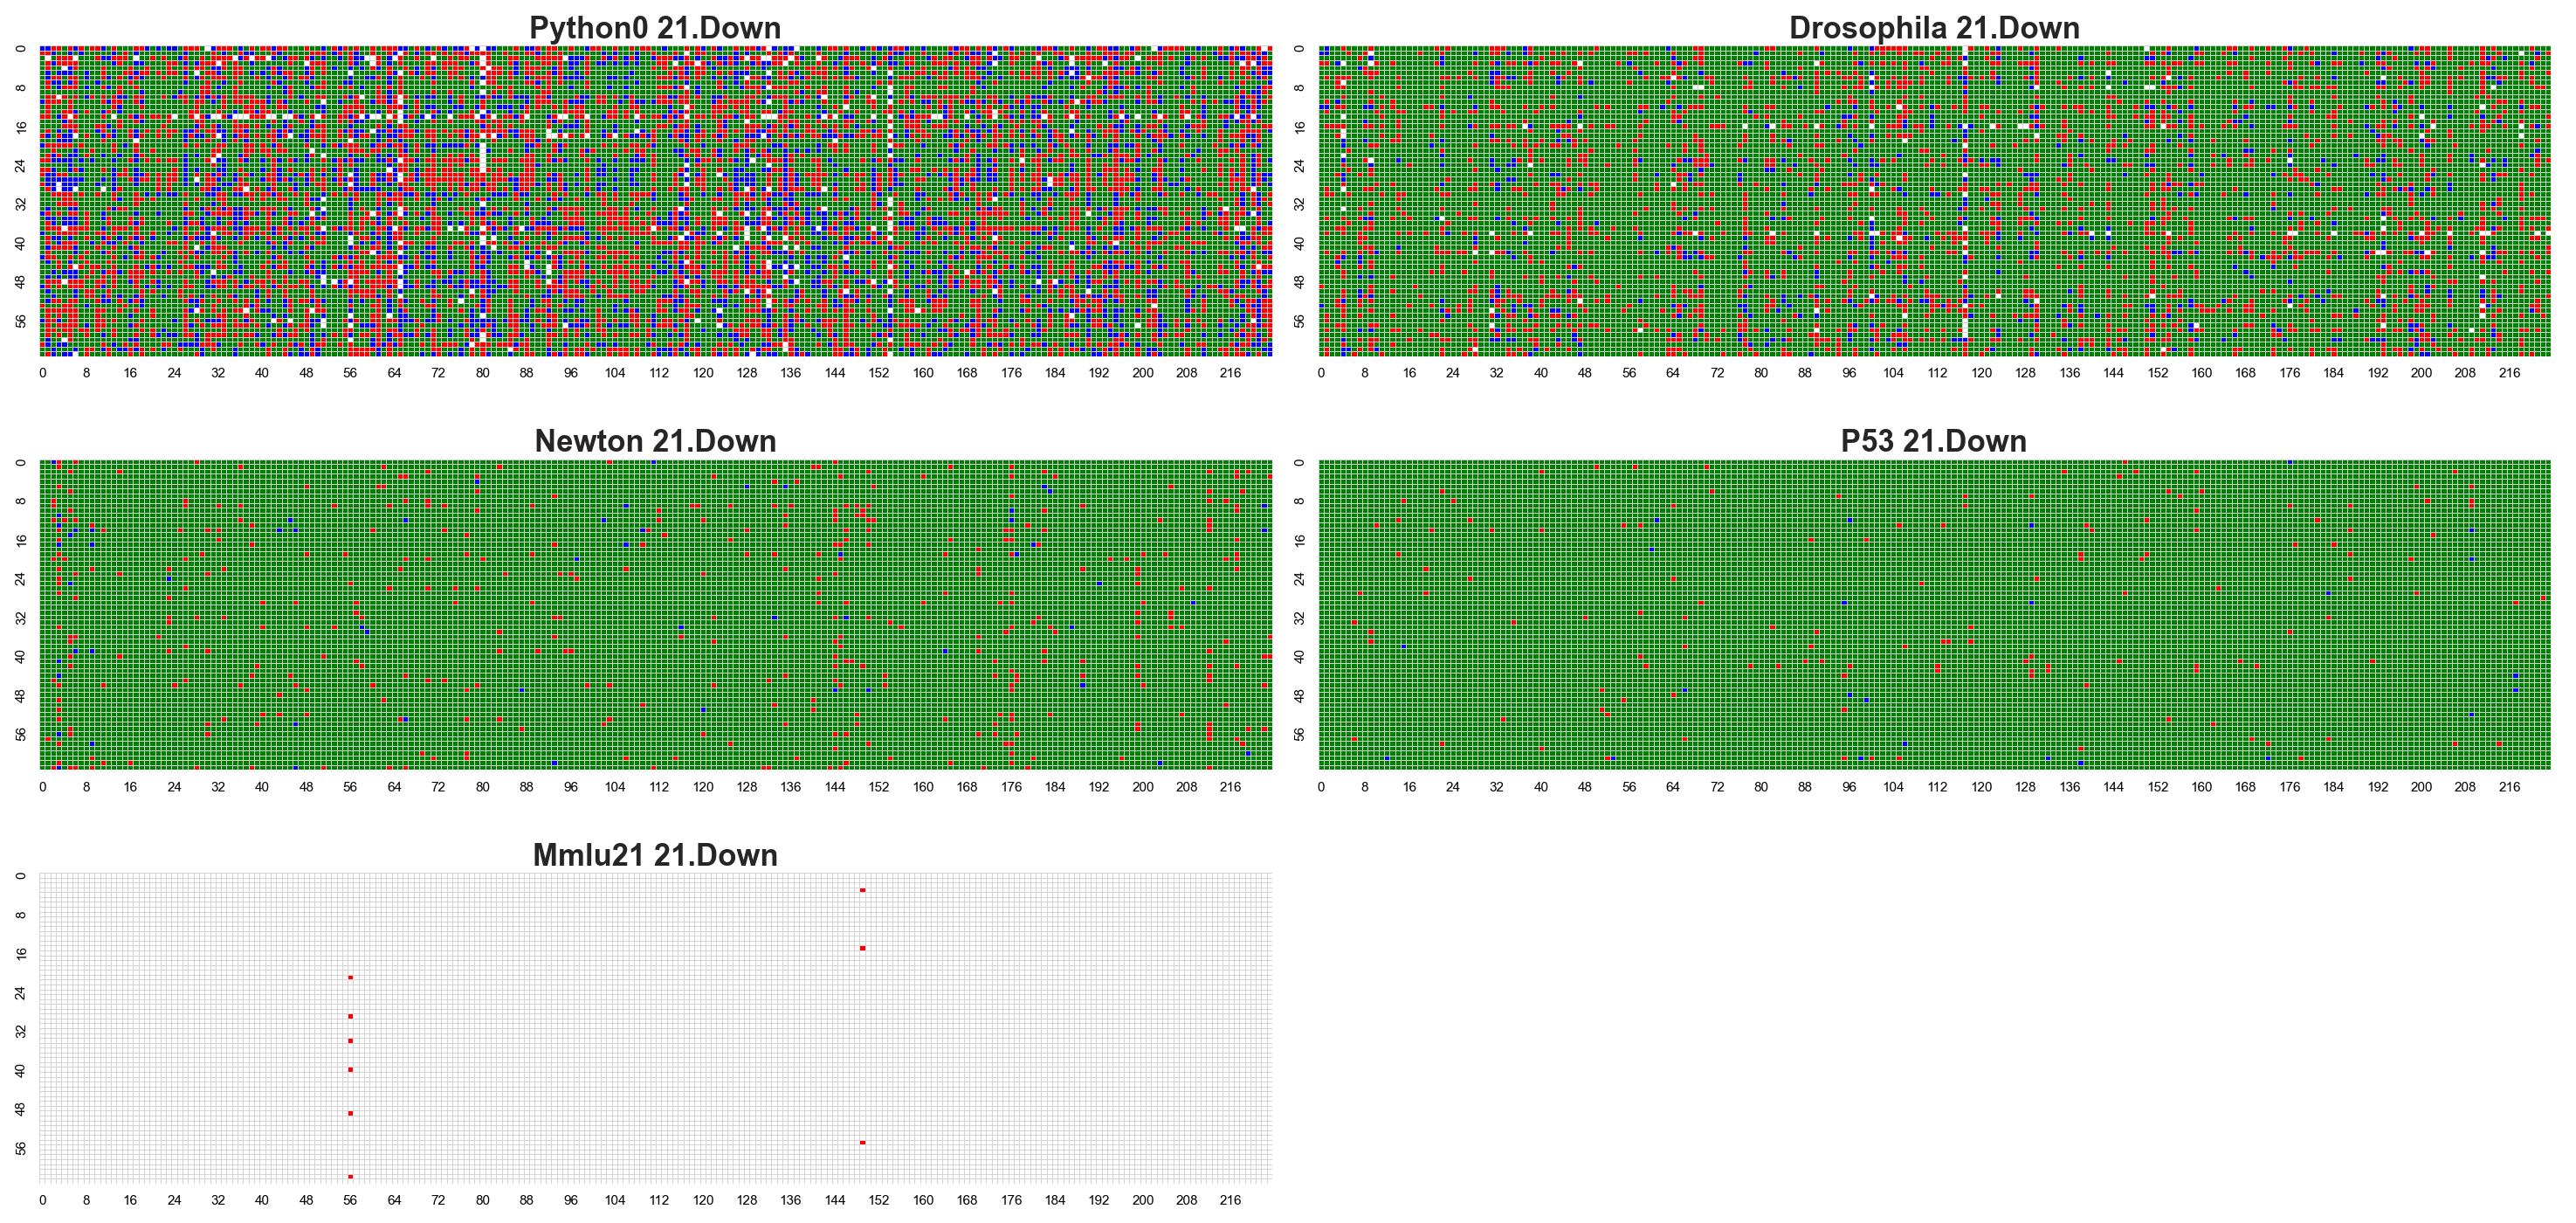 Python0 21.Down
0 8 16 24 32 40 48 56
0 8 16 24 32 40 48 56 64 72 80 88 96 104 112 120 128 136 144 152 160 168 176 184 192 200 208 216
Drosophila 21.Down
0 8 16 24 32 40 48 56
0 8 16 24 32 40 48 56 64 72 80 88 96 104 112 120 128 136 144 152 160 168 176 184 192 200 208 216
Newton 21.Down
0 8 16 24 32 40 48 56
0 8 16 24 32 40 48 56 64 72 80 88 96 104 112 120 128 136 144 152 160 168 176 184 192 200 208 216
P53 21.Down
0 8 16 24 32 40 48 56
0 8 16 24 32 40 48 56 64 72 80 88 96 104 112 120 128 136 144 152 160 168 176 184 192 200 208 216
Mmlu21 21.Down
0 8 16 24 32 40 48 56
0 8 16 24 32 40 48 56 64 72 80 88 96 104 112 120 128 136 144 152 160 168 176 184 192 200 208 216